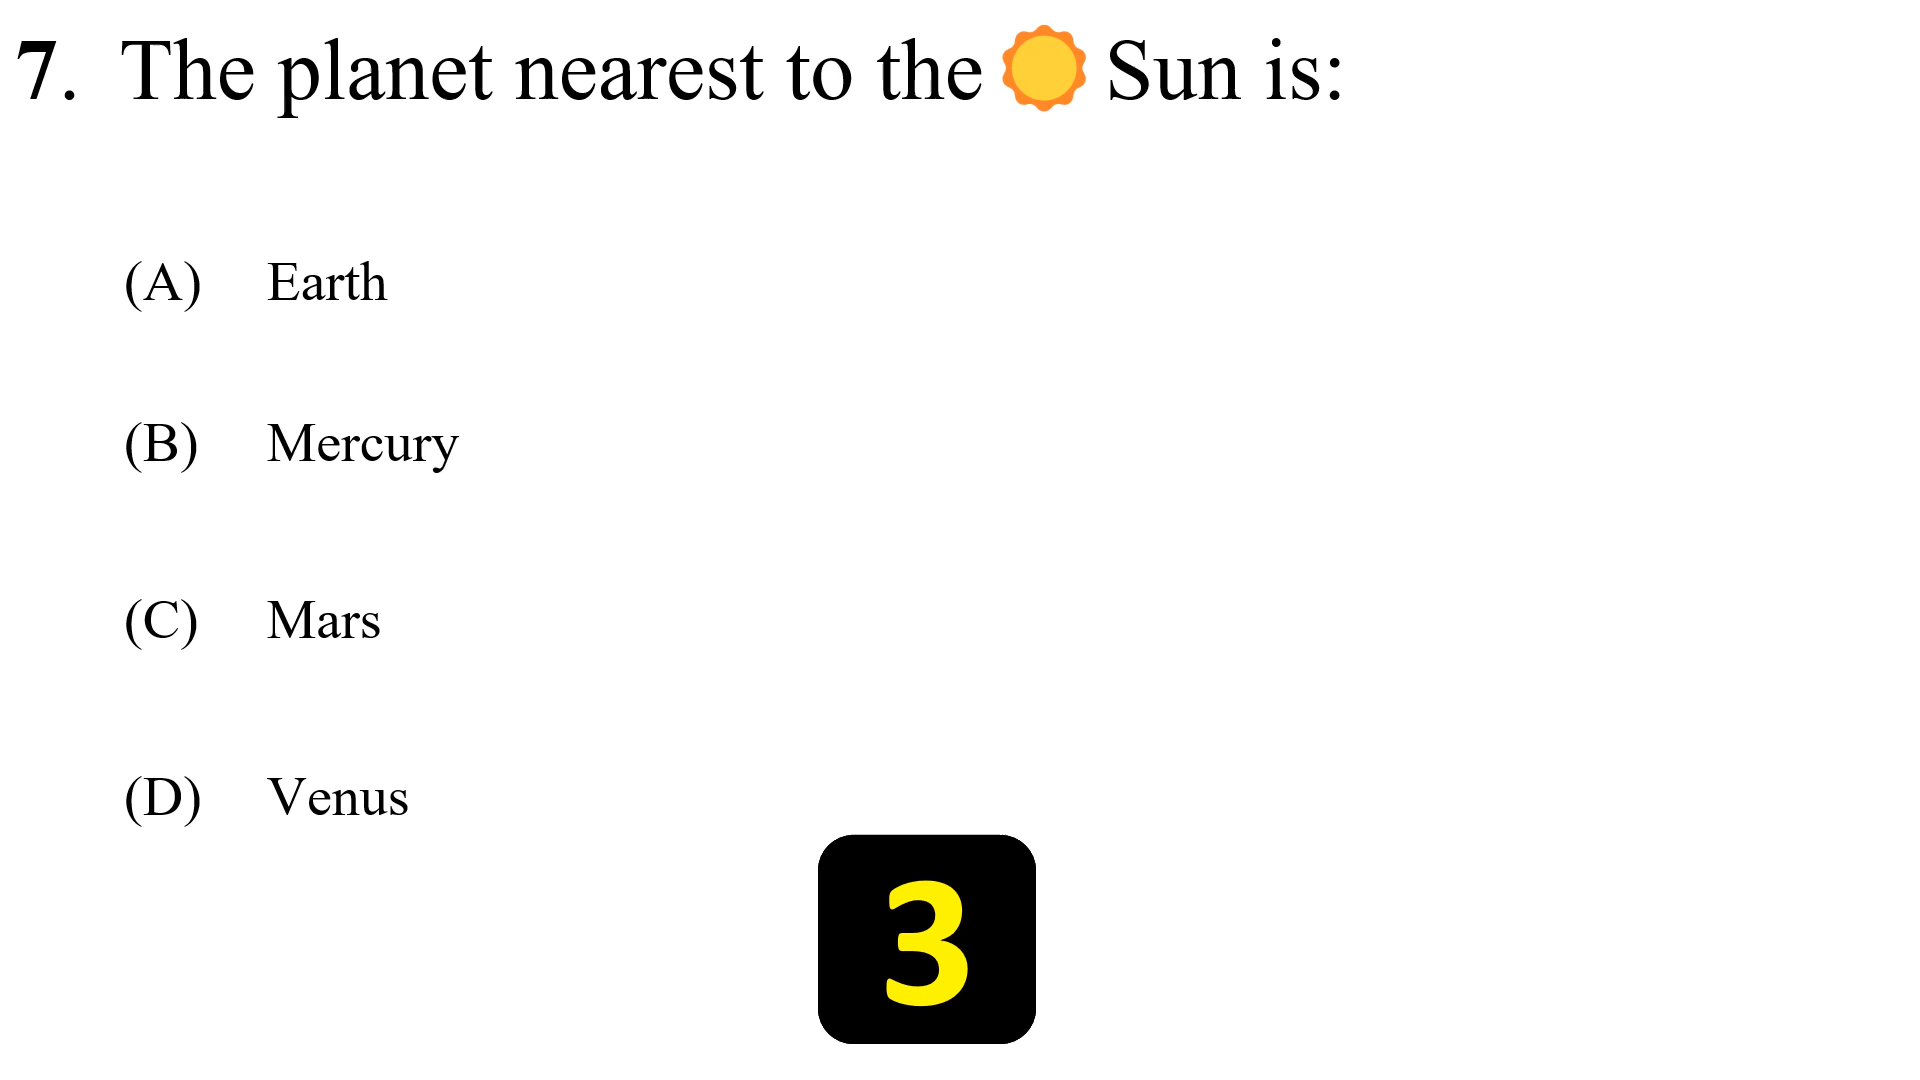 7. The planet nearest to the Sun is:
(A) Earth
(B) Mercury
(C) Mars
(D) Venus
3